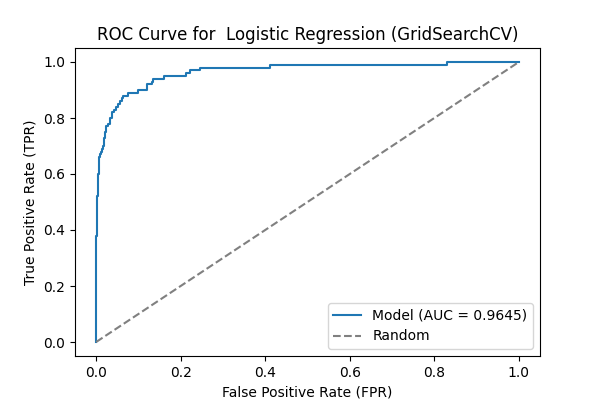 ROC Curve for  Logistic Regression (GridSearchCV)
True Positive Rate (TPR)
1.0
0.8
0.6
0.4
0.2
0.0
Model (AUC = 0.9645)
Random
0.0 0.2 0.4 0.6 0.8 1.0
False Positive Rate (FPR)